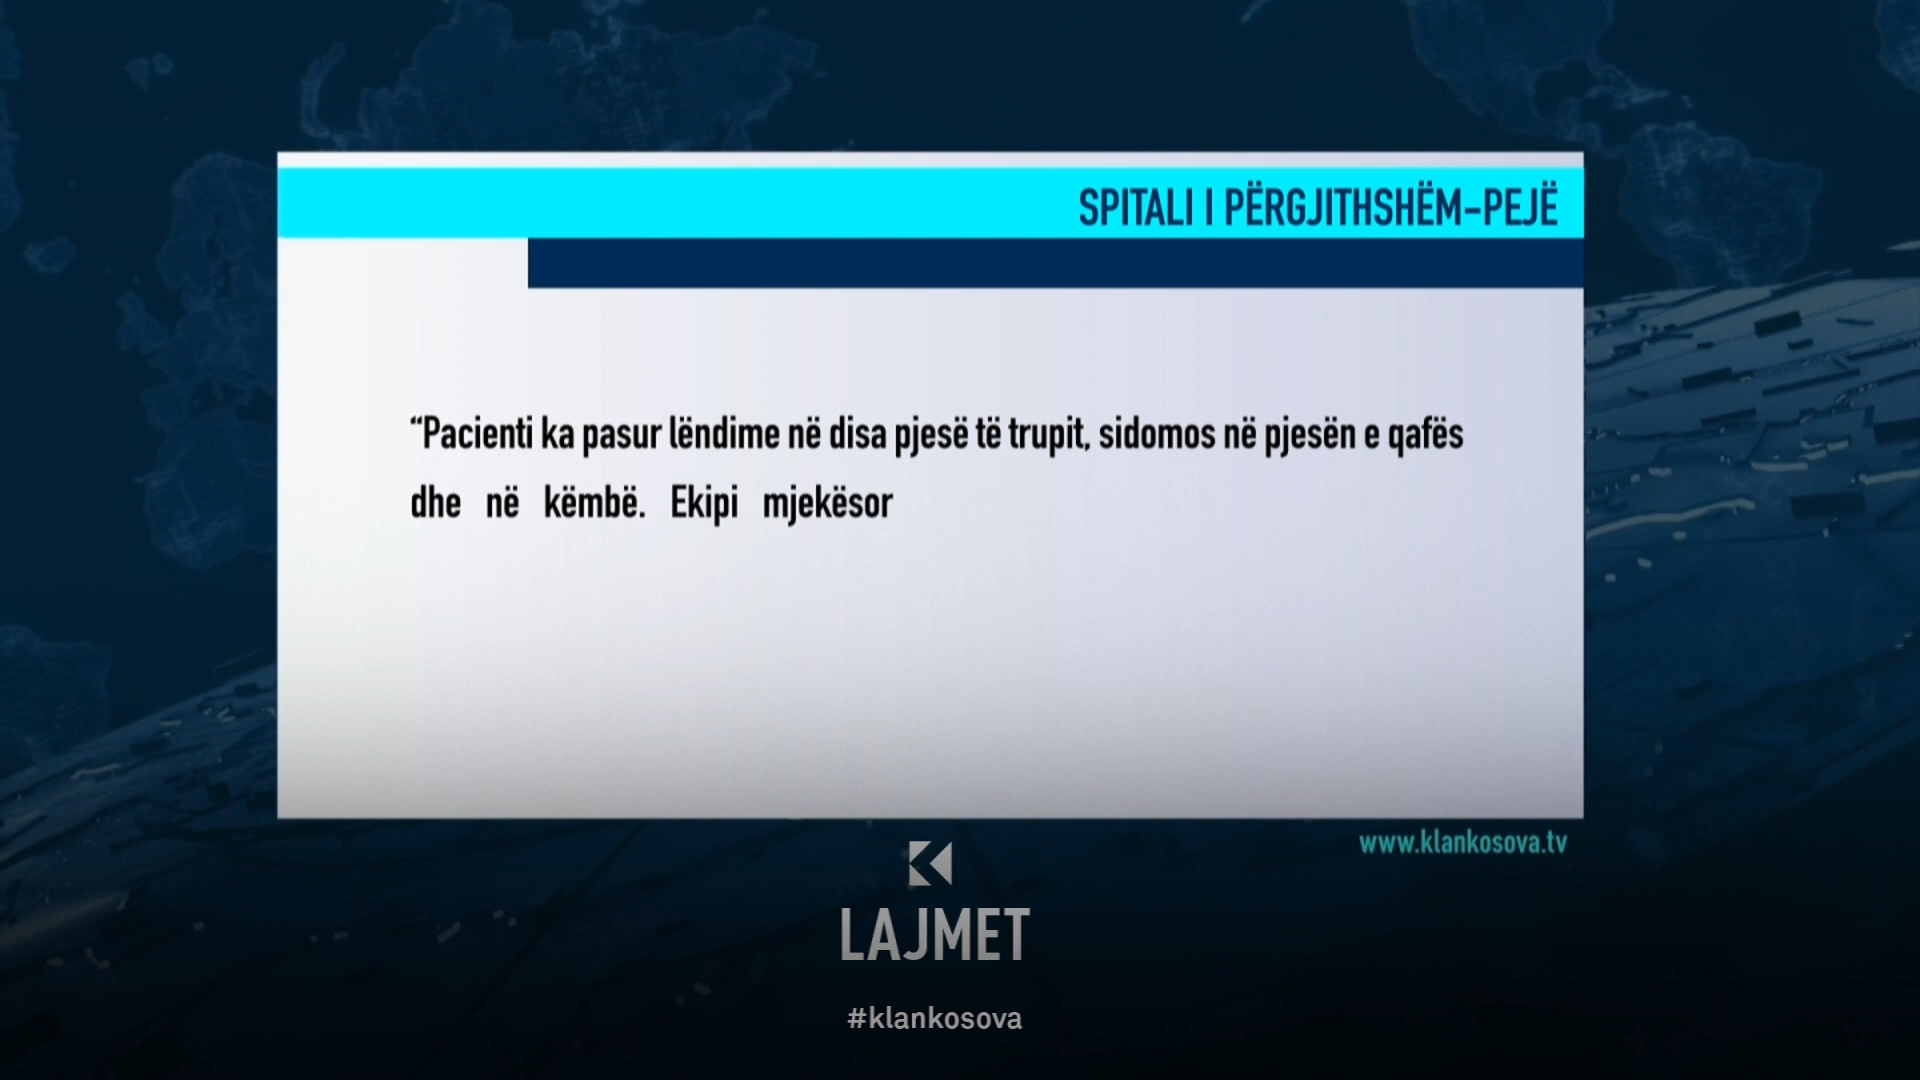 SPITALI I PËRGJITHSHËM-PEJË
“Pacienti ka pasur lëndime në disa pjesë të trupit, sidomos në pjesën e qafës
dhe në këmbë. Ekipi mjekësor
www.klankosova.tv
LAJMET
#klankosova